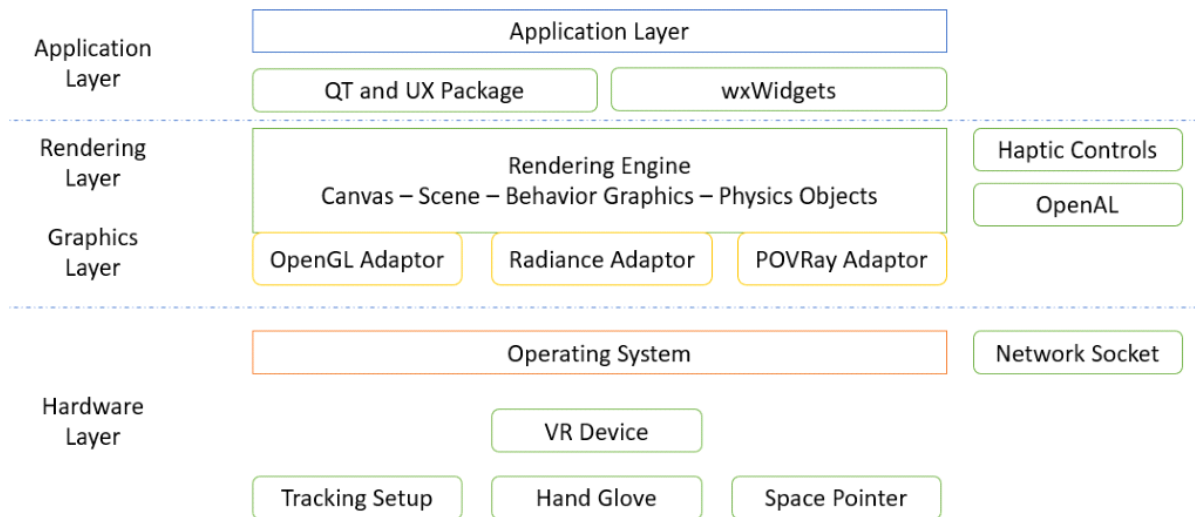 Application
Layer
Application Layer
QT and UX Package
wxWidgets
Rendering
Layer
Rendering Engine
Canvas – Scene – Behavior Graphics – Physics Objects
Haptic Controls
OpenAL
Graphics
Layer
OpenGL Adaptor
Radiance Adaptor
POVRay Adaptor
Hardware
Layer
Operating System
Network Socket
VR Device
Tracking Setup
Hand Glove
Space Pointer